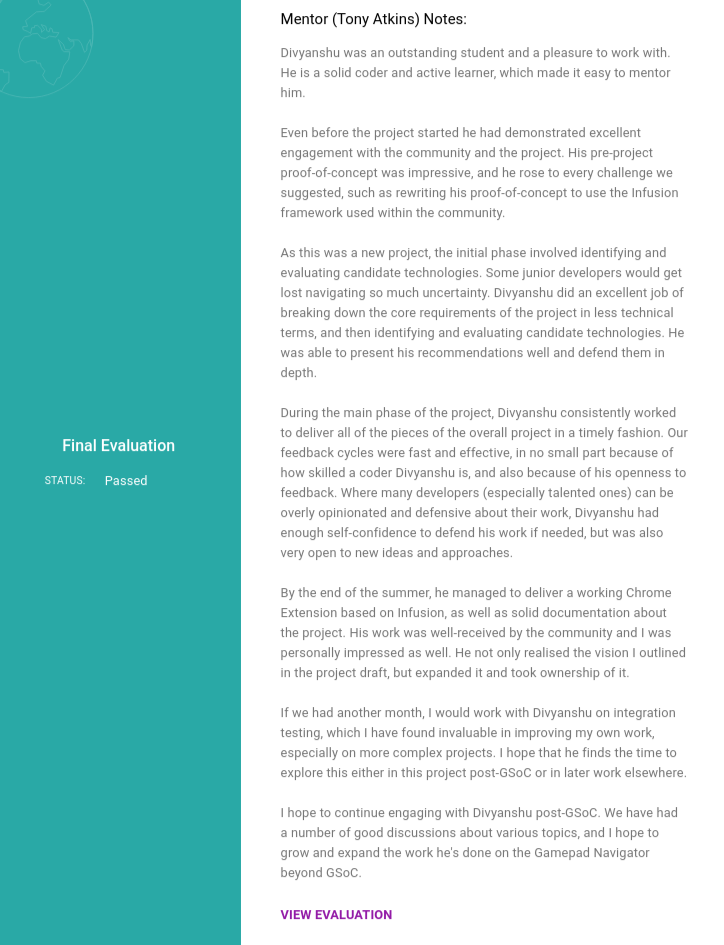 Final Evaluation
STATUS: Passed
Mentor (Tony Atkins) Notes:
Divyanshu was an outstanding student and a pleasure to work with.
He is a solid coder and active learner, which made it easy to mentor
him.
Even before the project started he had demonstrated excellent
engagement with the community and the project. His pre-project
proof-of-concept was impressive, and he rose to every challenge we
suggested, such as rewriting his proof-of-concept to use the Infusion
framework used within the community.
As this was a new project, the initial phase involved identifying and
evaluating candidate technologies. Some junior developers would get
lost navigating so much uncertainty. Divyanshu did an excellent job of
breaking down the core requirements of the project in less technical
terms, and then identifying and evaluating candidate technologies. He
was able to present his recommendations well and defend them in
depth.
During the main phase of the project, Divyanshu consistently worked
to deliver all of the pieces of the overall project in a timely fashion. Our
feedback cycles were fast and effective, in no small part because of
how skilled a coder Divyanshu is, and also because of his openness to
feedback. Where many developers (especially talented ones) can be
overly opinionated and defensive about their work, Divyanshu had
enough self-confidence to defend his work if needed, but was also
very open to new ideas and approaches.
By the end of the summer, he managed to deliver a working Chrome
Extension based on Infusion, as well as solid documentation about
the project. His work was well-received by the community and I was
personally impressed as well. He not only realised the vision I outlined
in the project draft, but expanded it and took ownership of it.
If we had another month, I would work with Divyanshu on integration
testing, which I have found invaluable in improving my own work,
especially on more complex projects. I hope that he finds the time to
explore this either in this project post-GSoC or in later work elsewhere.
I hope to continue engaging with Divyanshu post-GSoC. We have had
a number of good discussions about various topics, and I hope to
grow and expand the work he's done on the Gamepad Navigator
beyond GSoC.
VIEW EVALUATION